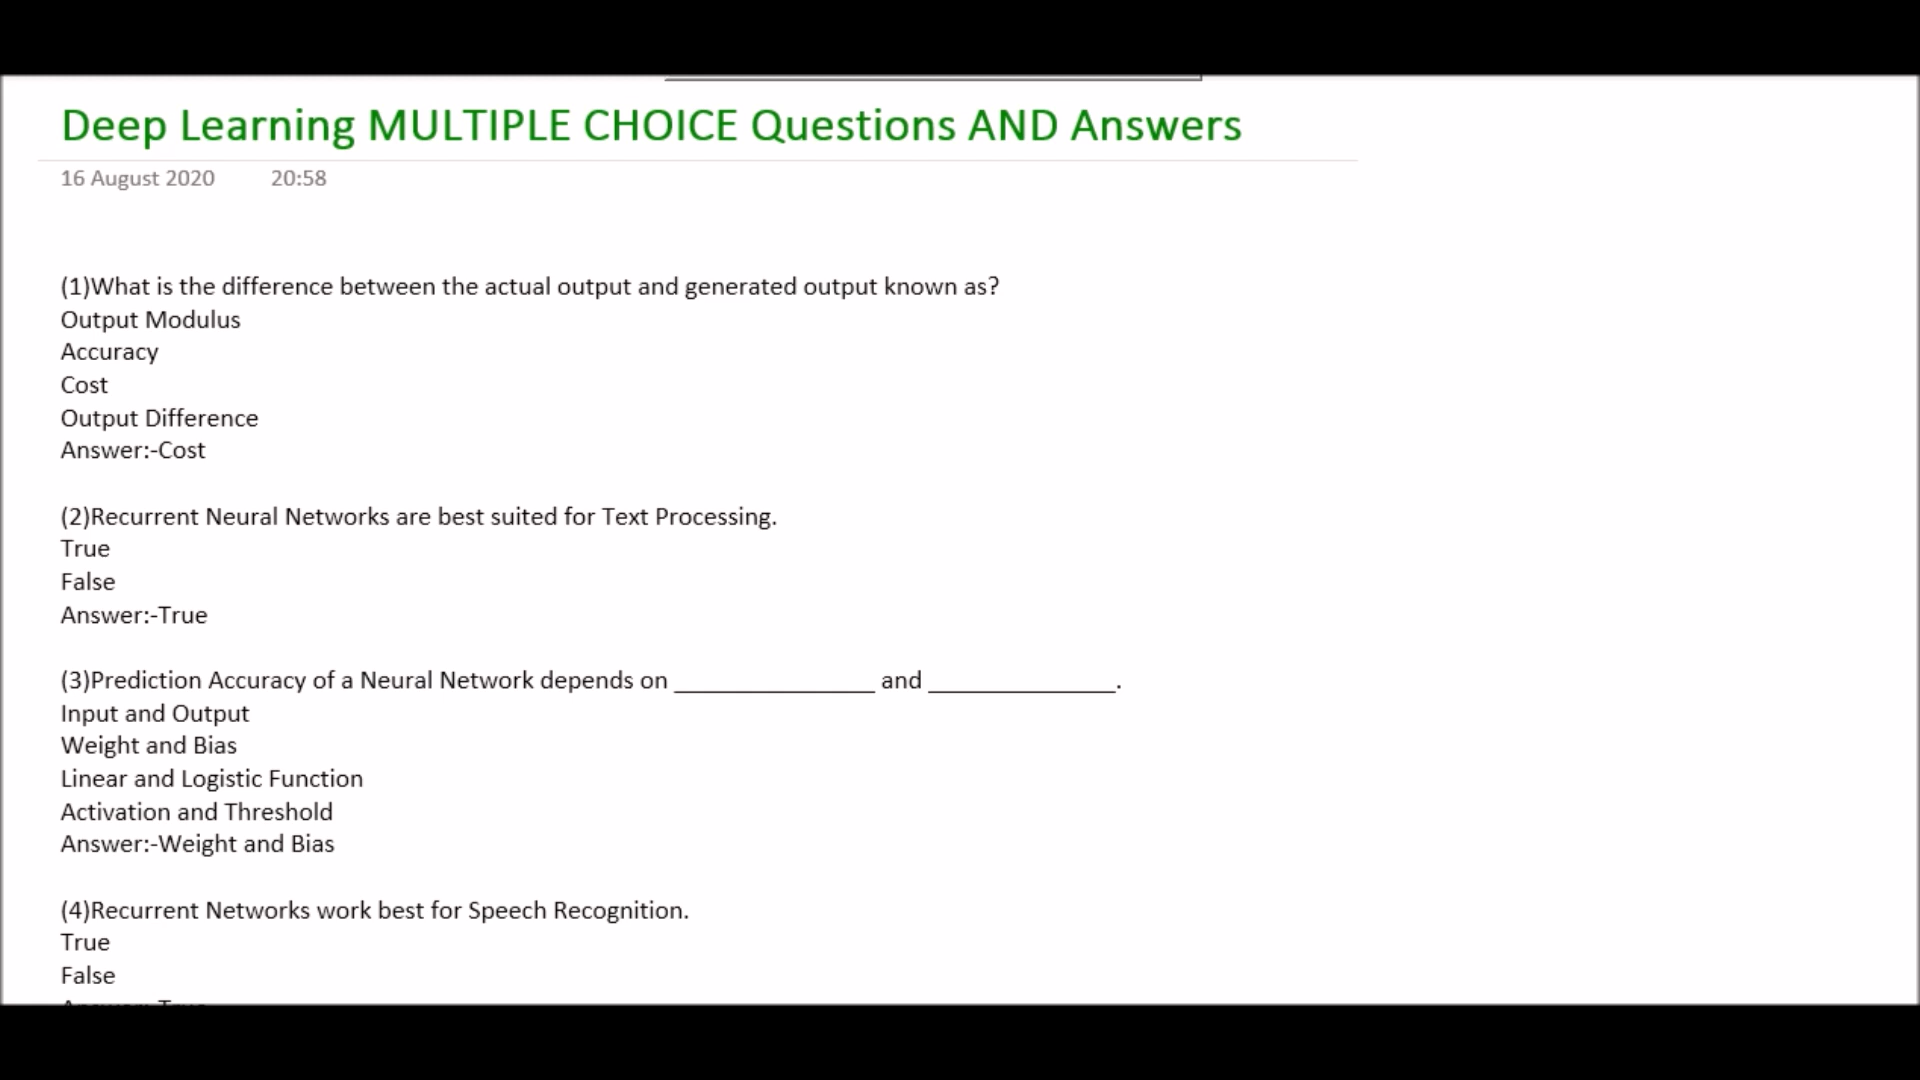 Deep Learning MULTIPLE CHOICE Questions AND Answers
16 August 2020 20:58
(1)What is the difference between the actual output and generated output known as?
Output Modulus
Accuracy
Cost
Output Difference
Answer:-Cost
(2)Recurrent Neural Networks are best suited for Text Processing.
True
False
Answer:-True
(3)Prediction Accuracy of a Neural Network depends on _______________ and ______________.
Input and Output
Weight and Bias
Linear and Logistic Function
Activation and Threshold
Answer:-Weight and Bias
(4)Recurrent Networks work best for Speech Recognition.
True
False